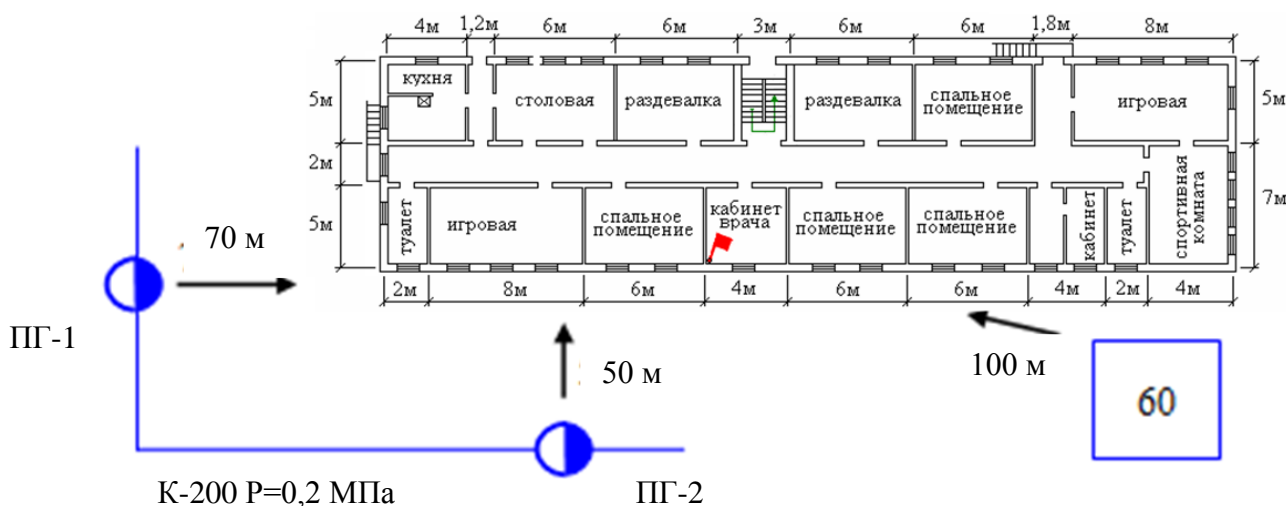 4м 1,2м 6м 6м 3м 6м 6м 1,8м 8м
кухня
5м
столовая
раздевалка
раздевалка
спальное
помещение
игровая
5м
2м
туалет
игровая
спальное
помещение
кабинет
врача
спальное
помещение
спальное
помещение
кабинет
туалет
спортивная
комната
5м
7м
2м 8м 6м 4м 6м 6м 4м 2м 4м
70 м
ПГ-1
50 м
100 м
60
К-200 Р=0,2 МПа
ПГ-2